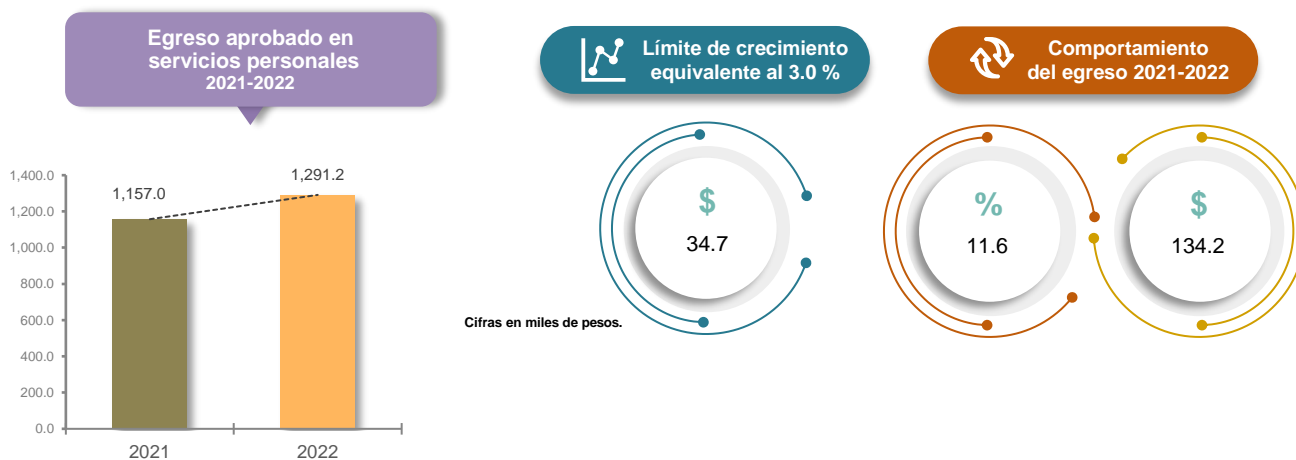 Egreso aprobado en
servicios personales
2021-2022
1,400.0
1,200.0
1,000.0
800.0
600.0
400.0
200.0
0.0
1,157.0
1,291.2
2021
2022
Límite de crecimiento
equivalente al 3.0 %
$
34.7
Cifras en miles de pesos.
Comportamiento
del egreso 2021-2022
%
11.6
$
134.2